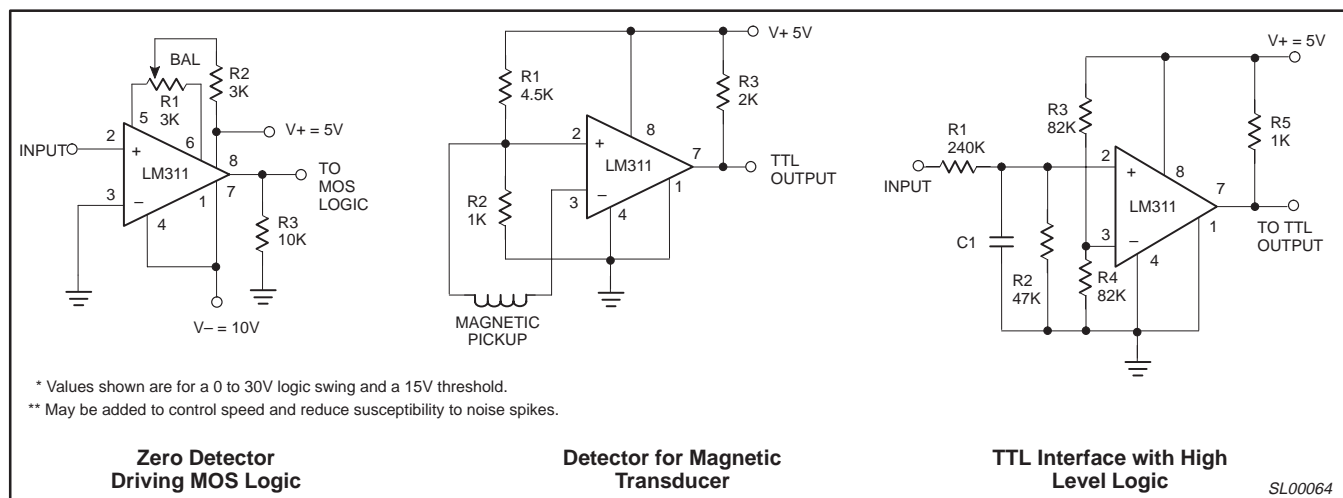 BAL
R2
3K
R1
3K
5
6
V+ = 5V
2
INPUT
+
8
TO
MOS
LOGIC
LM311
7
3
–
1
4
R3
10K
V– = 10V
V+ 5V
R1
4.5K
R3
2K
8
2
+
7
TTL
OUTPUT
LM311
1
R2
1K
3
–
4
MAGNETIC
PICKUP
V+ = 5V
R3
82K
R5
1K
R1
240K
2
+
8
INPUT
7
LM311
TO TTL
OUTPUT
1
C1
3
–
4
R2
47K
R4
82K
* Values shown are for a 0 to 30V logic swing and a 15V threshold.
** May be added to control speed and reduce susceptibility to noise spikes.
Zero Detector
Driving MOS Logic
Detector for Magnetic
Transducer
TTL Interface with High
Level Logic
SL00064